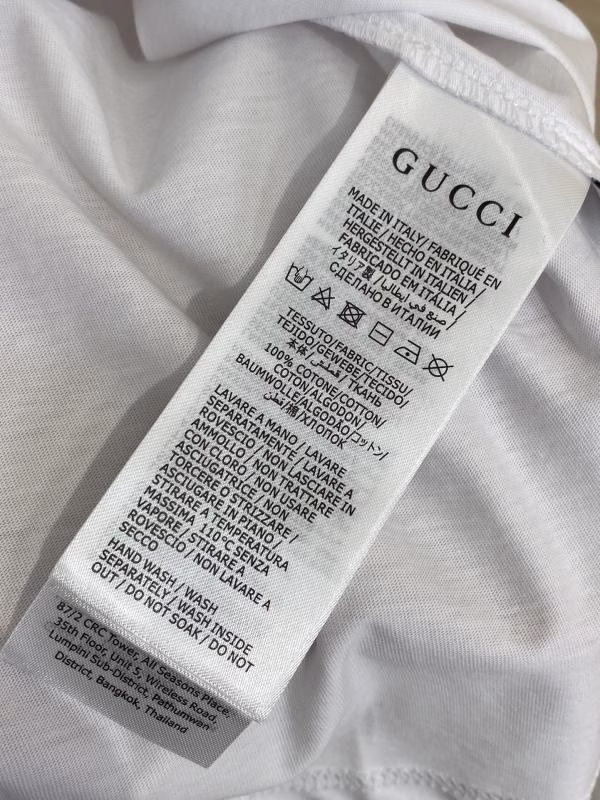 GUCCI
MADE IN ITALY / FABRIQUÉ EN
ITALIE / HECHO EN ITALIA /
HERGESTELLT IN ITALIEN /
FABRICADO EM ITALIA /
イタリア製 / صنع في ايطاليا /
СДЕЛАНО В ИТАЛИИ
TESSUTO/FABRIC/TISSU/
TEJIDO/GEWEBE/TECIDO/
本体 / قماش / ТКАНЬ
100% COTONE/COTTON/
COTON/ALGODON/
BAUMWOLLE/ALGODÃO/コットン/
棉/قطن/ХЛОПОК
LAVARE A MANO / LAVARE
SEPARATAMENTE / LAVARE A
ROVESCIO / NON LASCIARE IN
AMMOLLO / NON TRATTARE
CON CLORO / NON USARE
ASCIUGATRICE / NON
TORCERE O STRIZZARE /
ASCIUGARE IN PIANO /
STIRARE A TEMPERATURA
MASSIMA 110°C SENZA
VAPORE / STIRARE A
ROVESCIO / NON LAVARE A
SECCO
HAND WASH / WASH
SEPARATELY / WASH INSIDE
OUT / DO NOT SOAK / DO NOT
87/2 CRC Tower, All Seasons Place,
35th Floor, Unit 5, Wireless Road,
Lumpini Sub-District, Pathumwan
District, Bangkok, Thailand